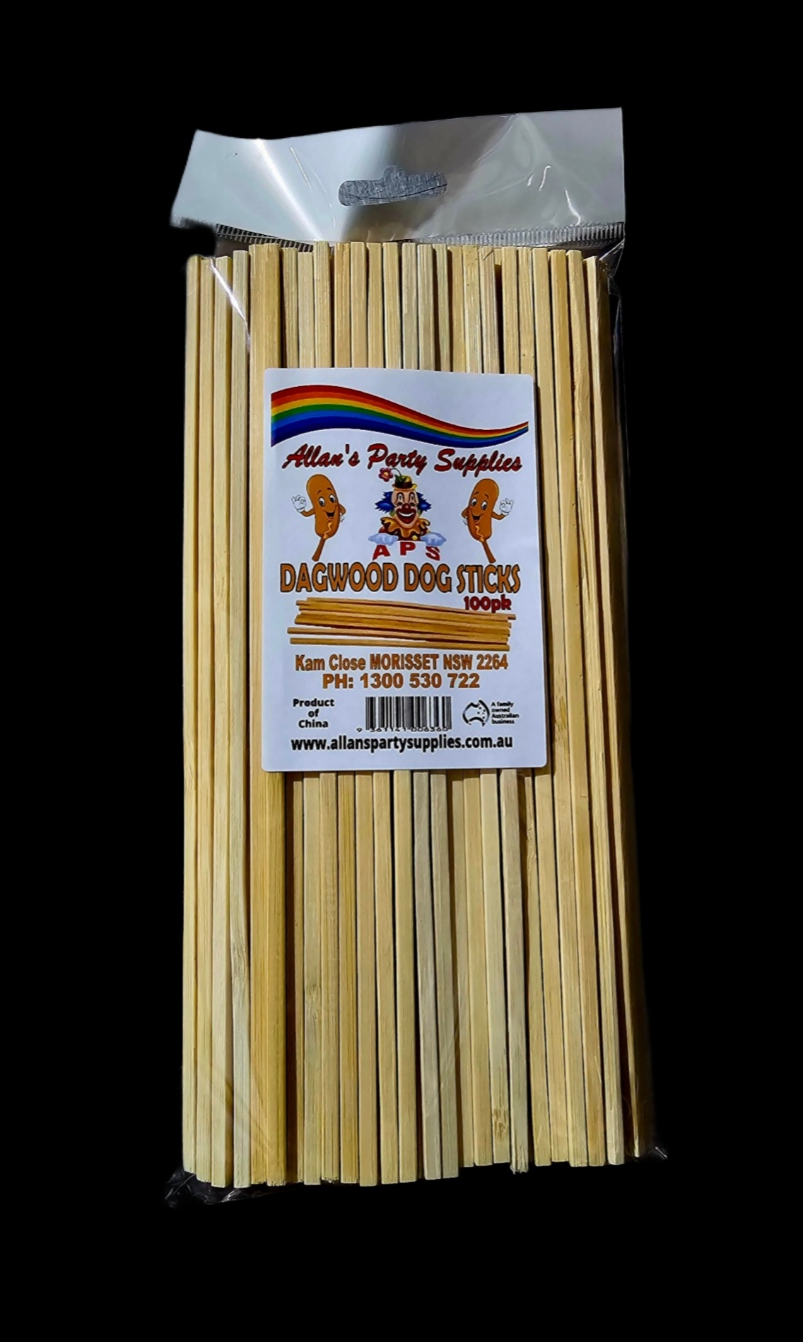 Allan's Party Supplies
APS
DAGWOOD DOG STICKS
100pk
Kam Close MORISSET NSW 2264
PH: 1300 530 722
Product
of
China
A family
owned
Australian
business
www.allanspartysupplies.com.au